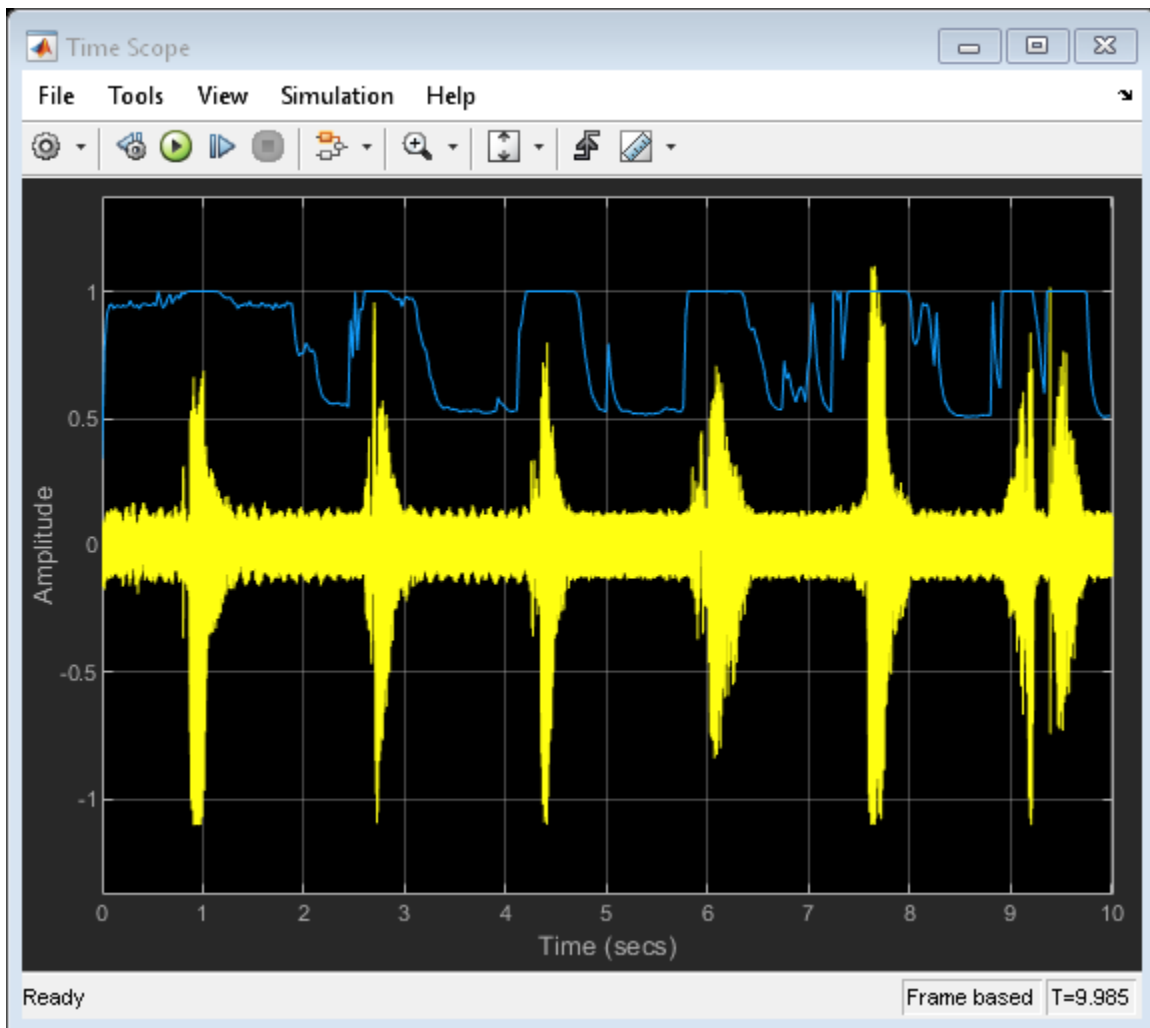 Time Scope
File Tools View Simulation Help
1
0.5
0
-0.5
-1
Amplitude
0 1 2 3 4 5 6 7 8 9 10
Time (secs)
Ready Frame based T=9.985